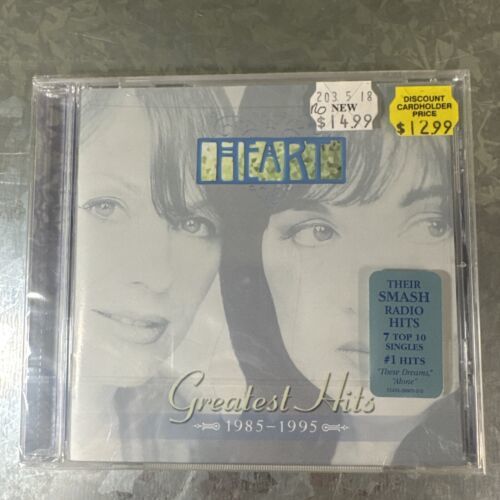 203 5 18
NEW
$14.99
DISCOUNT
CARDHOLDER
PRICE
$12.99
HEART
THEIR
SMASH
RADIO
HITS
7 TOP 10
SINGLES
#1 HITS
"These Dreams,"
"Alone"
Greatest Hits
1985-1995